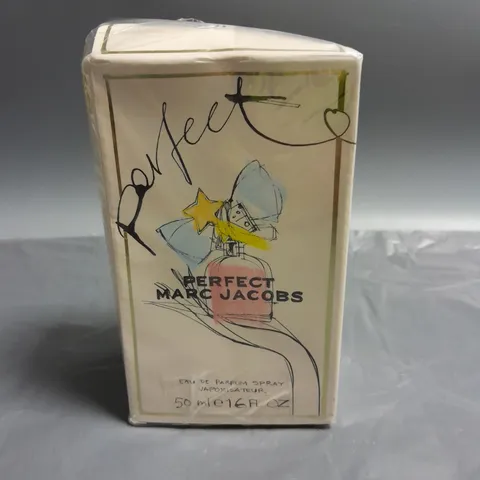 Perfect
PERFECT
MARC JACOBS
EAU DE PARFUM SPRAY
VAPORISATEUR
50 ml e 1.6 Fl OZ